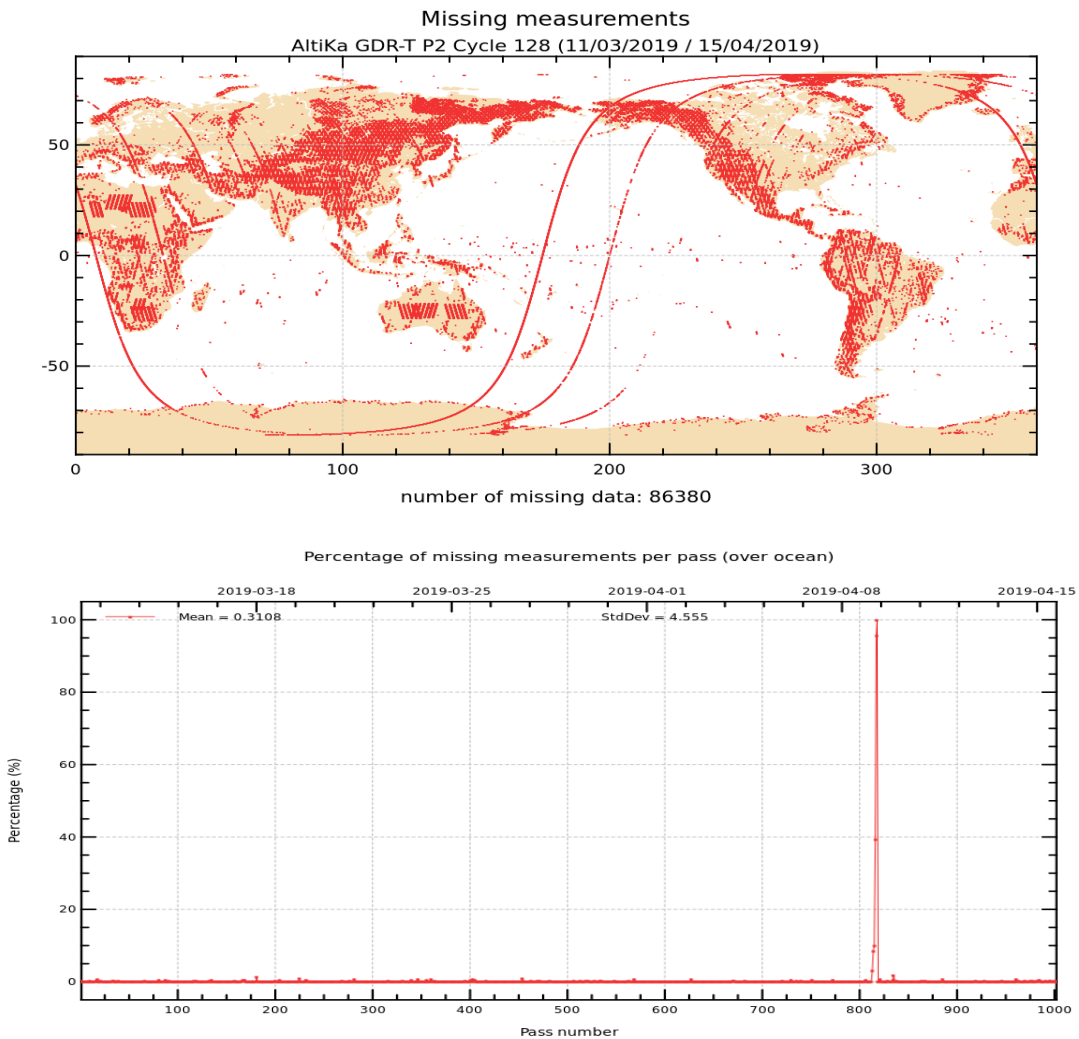 Missing measurements
AltiKa GDR-T P2 Cycle 128 (11/03/2019 / 15/04/2019)
50
0
-50
0 100 200 300
number of missing data: 86380
Percentage of missing measurements per pass (over ocean)
2019-03-18 2019-03-25 2019-04-01 2019-04-08 2019-04-15
Mean = 0.3108 StdDev = 4.555
100
80
60
40
20
0
Percentage (%)
100 200 300 400 500 600 700 800 900 1000
Pass number